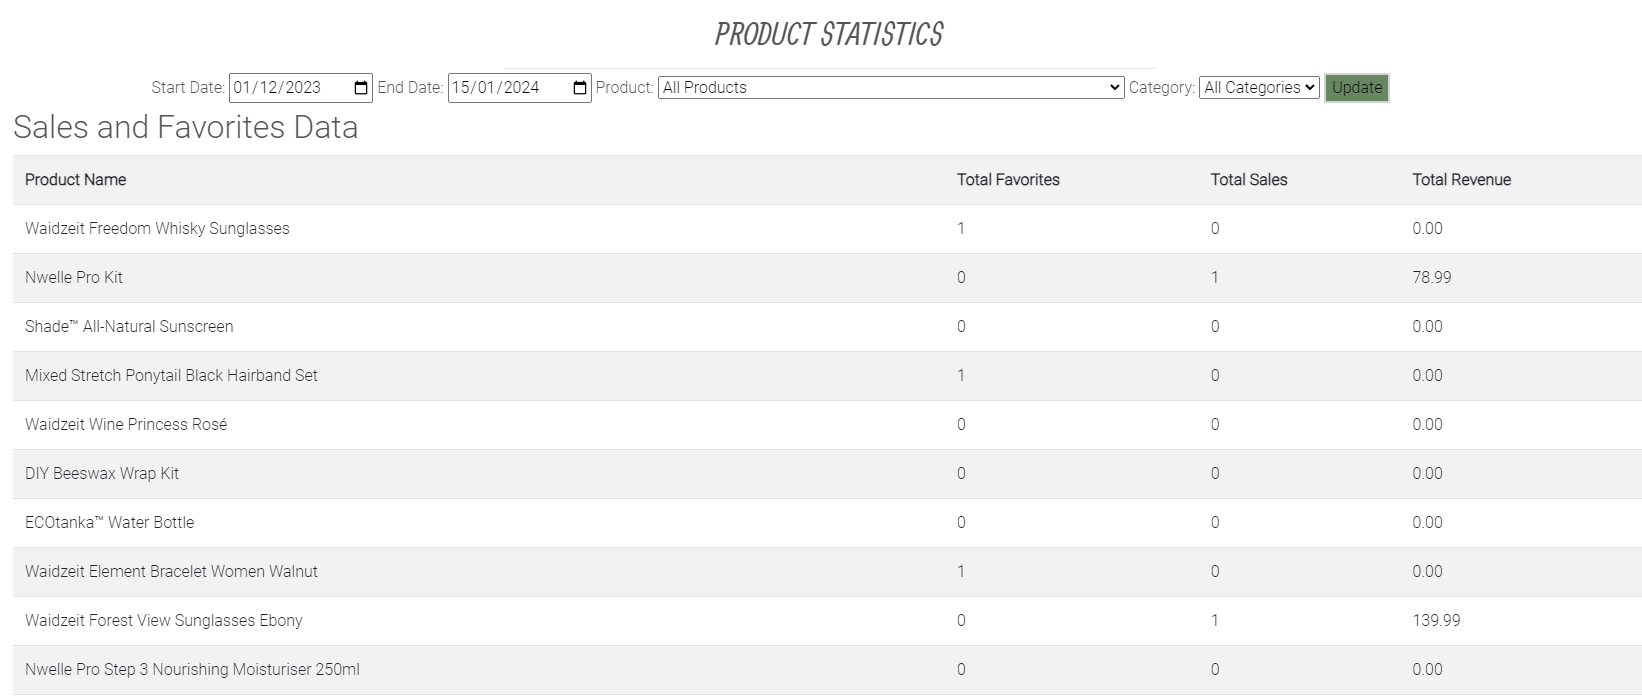 PRODUCT STATISTICS
Start Date: 01/12/2023 End Date: 15/01/2024 Product: All Products Category: All Categories Update
Sales and Favorites Data
Product Name Total Favorites Total Sales Total Revenue
Waidzeit Freedom Whisky Sunglasses 1 0 0.00
Nwelle Pro Kit 0 1 78.99
Shade™ All-Natural Sunscreen 0 0 0.00
Mixed Stretch Ponytail Black Hairband Set 1 0 0.00
Waidzeit Wine Princess Rosé 0 0 0.00
DIY Beeswax Wrap Kit 0 0 0.00
ECOtanka™ Water Bottle 0 0 0.00
Waidzeit Element Bracelet Women Walnut 1 0 0.00
Waidzeit Forest View Sunglasses Ebony 0 1 139.99
Nwelle Pro Step 3 Nourishing Moisturiser 250ml 0 0 0.00